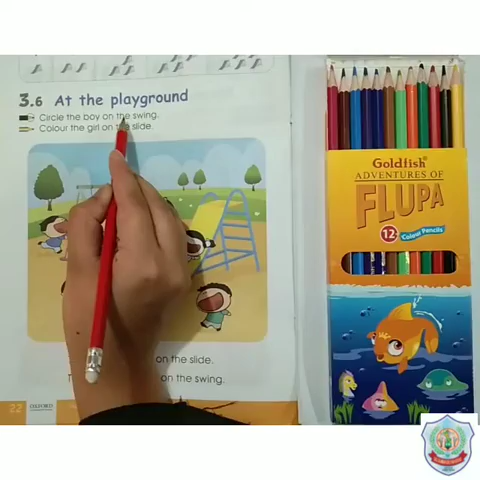 3.6 At the playground
Circle the boy on the swing.
Colour the girl on the slide.
on the slide.
on the swing.
22
OXFORD
Goldfish
ADVENTURES OF
FLUPA
12 Colour Pencils